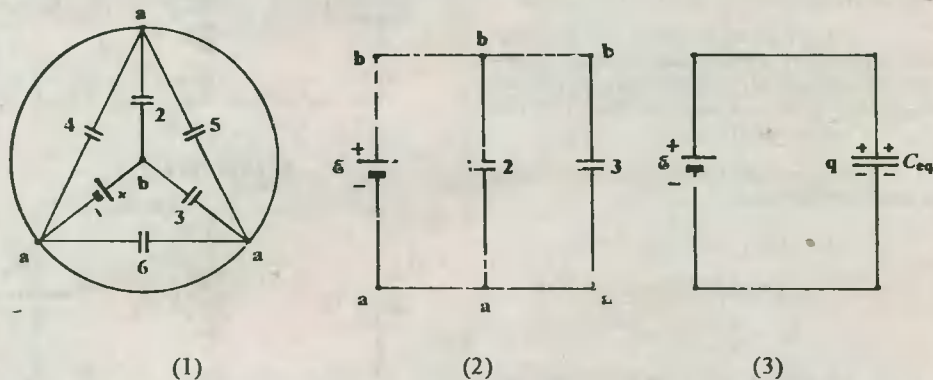 a
b
b
b
4
2
5
ℰ
+
−
2
3
ℰ
+
−
q
+ +
− −
C_eq
b
3
a
6
a
a
a
(1)
(2)
(3)